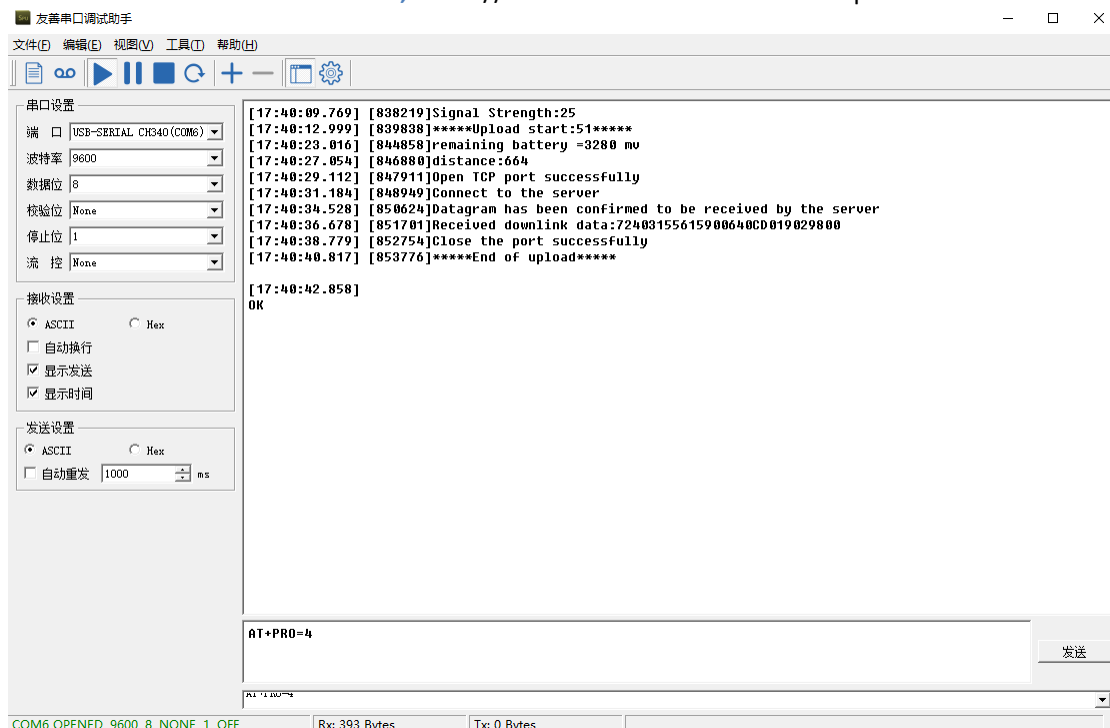 友善串口调试助手
文件(F) 编辑(E) 视图(V) 工具(T) 帮助(H)
串口设置
端 口 USB-SERIAL CH340(COM6)
波特率 9600
数据位 8
校验位 None
停止位 1
流 控 None
接收设置
ASCII Hex
自动换行
显示发送
显示时间
发送设置
ASCII Hex
自动重发 1000 ms
[17:40:09.769] [838219]Signal Strength:25
[17:40:12.999] [839838]*****Upload start:51*****
[17:40:23.016] [844858]remaining battery =3280 mv
[17:40:27.054] [846880]distance:664
[17:40:29.112] [847911]Open TCP port successfully
[17:40:31.184] [848949]Connect to the server
[17:40:34.528] [850624]Datagram has been confirmed to be received by the server
[17:40:36.678] [851701]Received downlink data:72403155615900640CD019029800
[17:40:38.779] [852754]Close the port successfully
[17:40:40.817] [853776]*****End of upload*****
[17:40:42.858]
OK
AT+PRO=4
发送
AT+PRO=4
COM6 OPENED, 9600, 8, NONE, 1, OFF
Rx: 393 Bytes
Tx: 0 Bytes